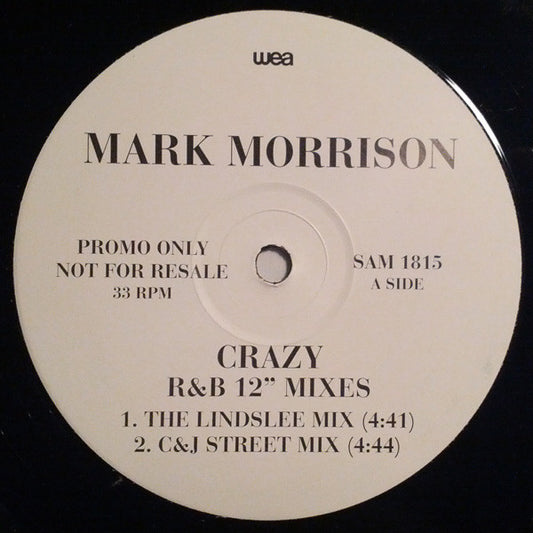 wea
MARK MORRISON
PROMO ONLY
NOT FOR RESALE
33 RPM
SAM 1815
A SIDE
CRAZY
R&B 12” MIXES
1. THE LINDSLEE MIX (4:41)
2. C&J STREET MIX (4:44)